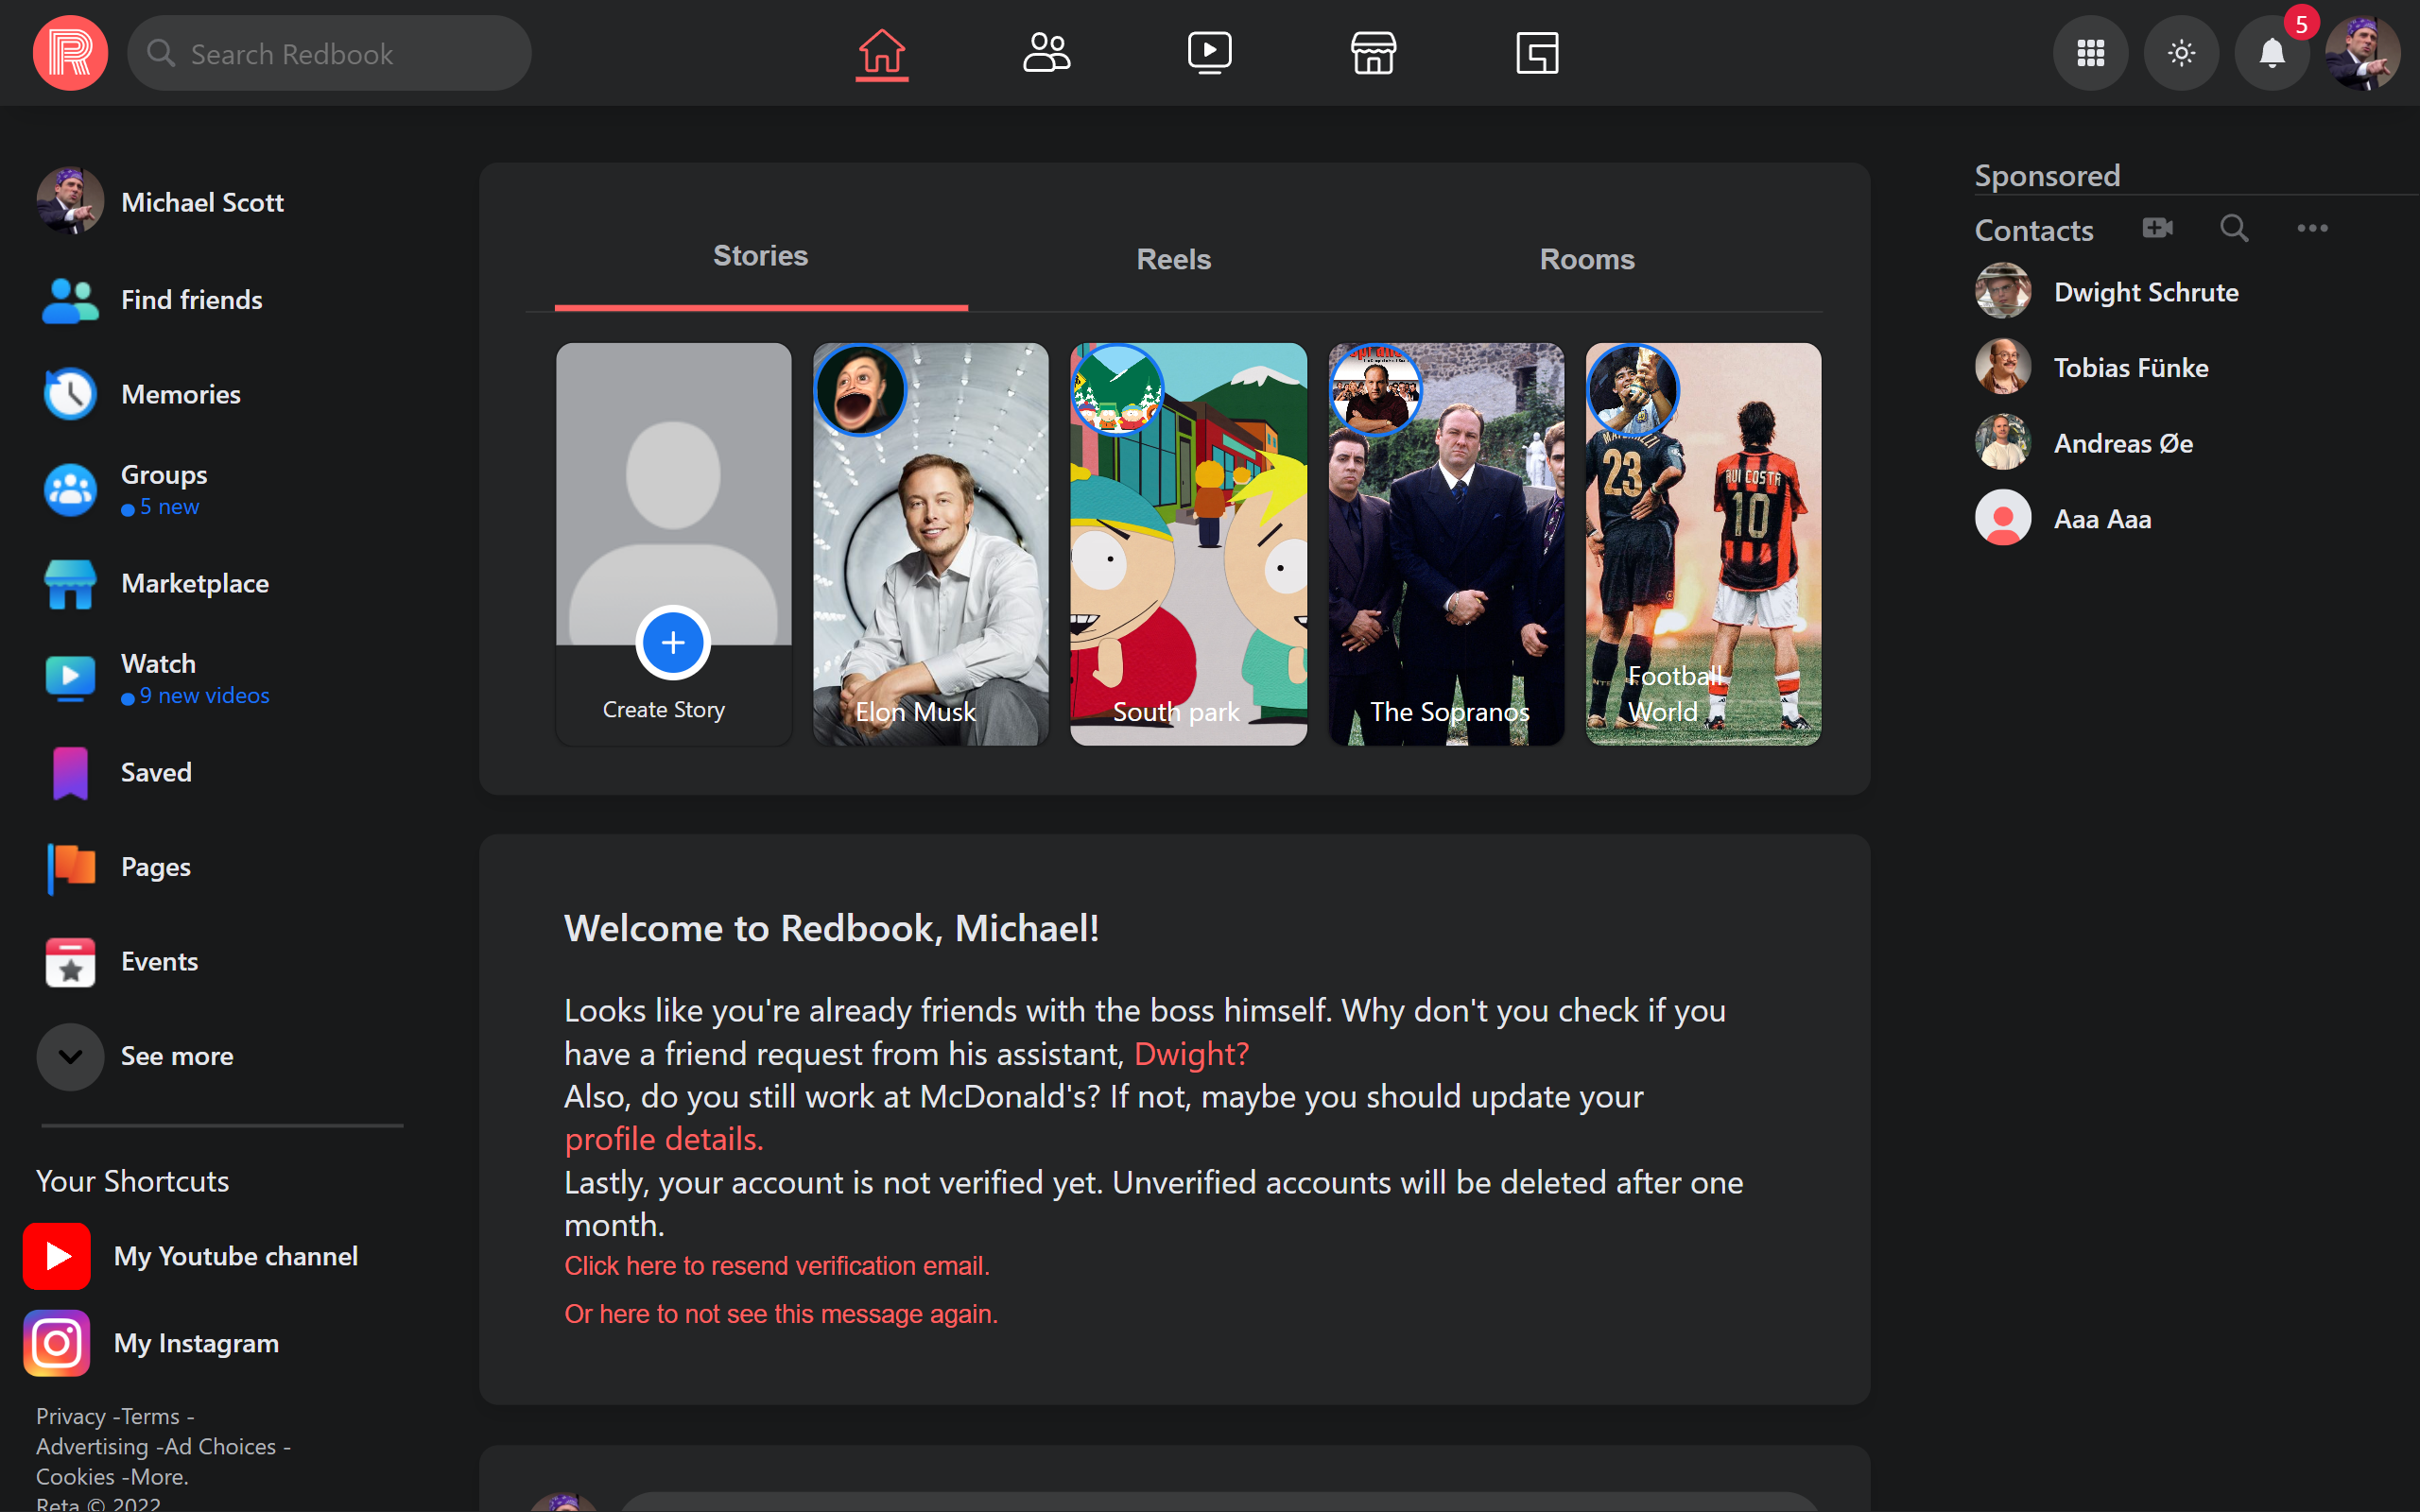 R
Search Redbook
5
Michael Scott
Find friends
Memories
Groups
5 new
Marketplace
Watch
9 new videos
Saved
Pages
Events
See more
Your Shortcuts
My Youtube channel
My Instagram
Privacy -Terms -
Advertising -Ad Choices -
Cookies -More.
Reta © 2022
Stories
Reels
Rooms
Create Story
Elon Musk
South park
The Sopranos
23
RUI COSTA
10
Football
World
Welcome to Redbook, Michael!
Looks like you're already friends with the boss himself. Why don't you check if you
have a friend request from his assistant, Dwight?
Also, do you still work at McDonald's? If not, maybe you should update your
profile details.
Lastly, your account is not verified yet. Unverified accounts will be deleted after one
month.
Click here to resend verification email.
Or here to not see this message again.
Sponsored
Contacts
Dwight Schrute
Tobias Fünke
Andreas Øe
Aaa Aaa